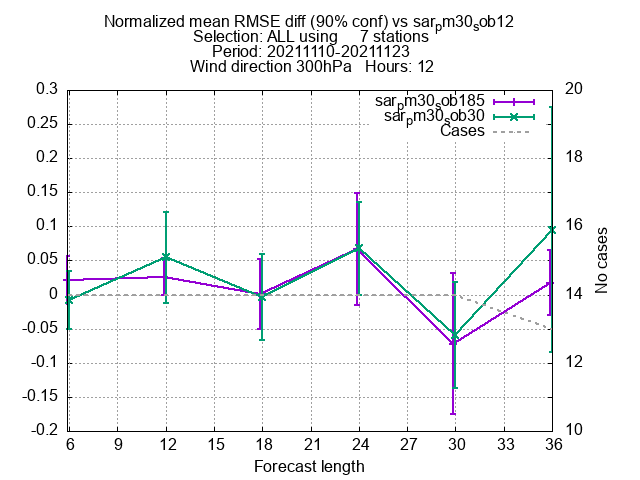 Normalized mean RMSE diff (90% conf) vs sarpm30sob12
Selection: ALL using 7 stations
Period: 20211110-20211123
Wind direction 300hPa Hours: 12
sarpm30sob185
sarpm30sob30
Cases
0.3
0.25
0.2
0.15
0.1
0.05
0
-0.05
-0.1
-0.15
-0.2
20
18
16
14
12
10
No cases
6 9 12 15 18 21 24 27 30 33 36
Forecast length